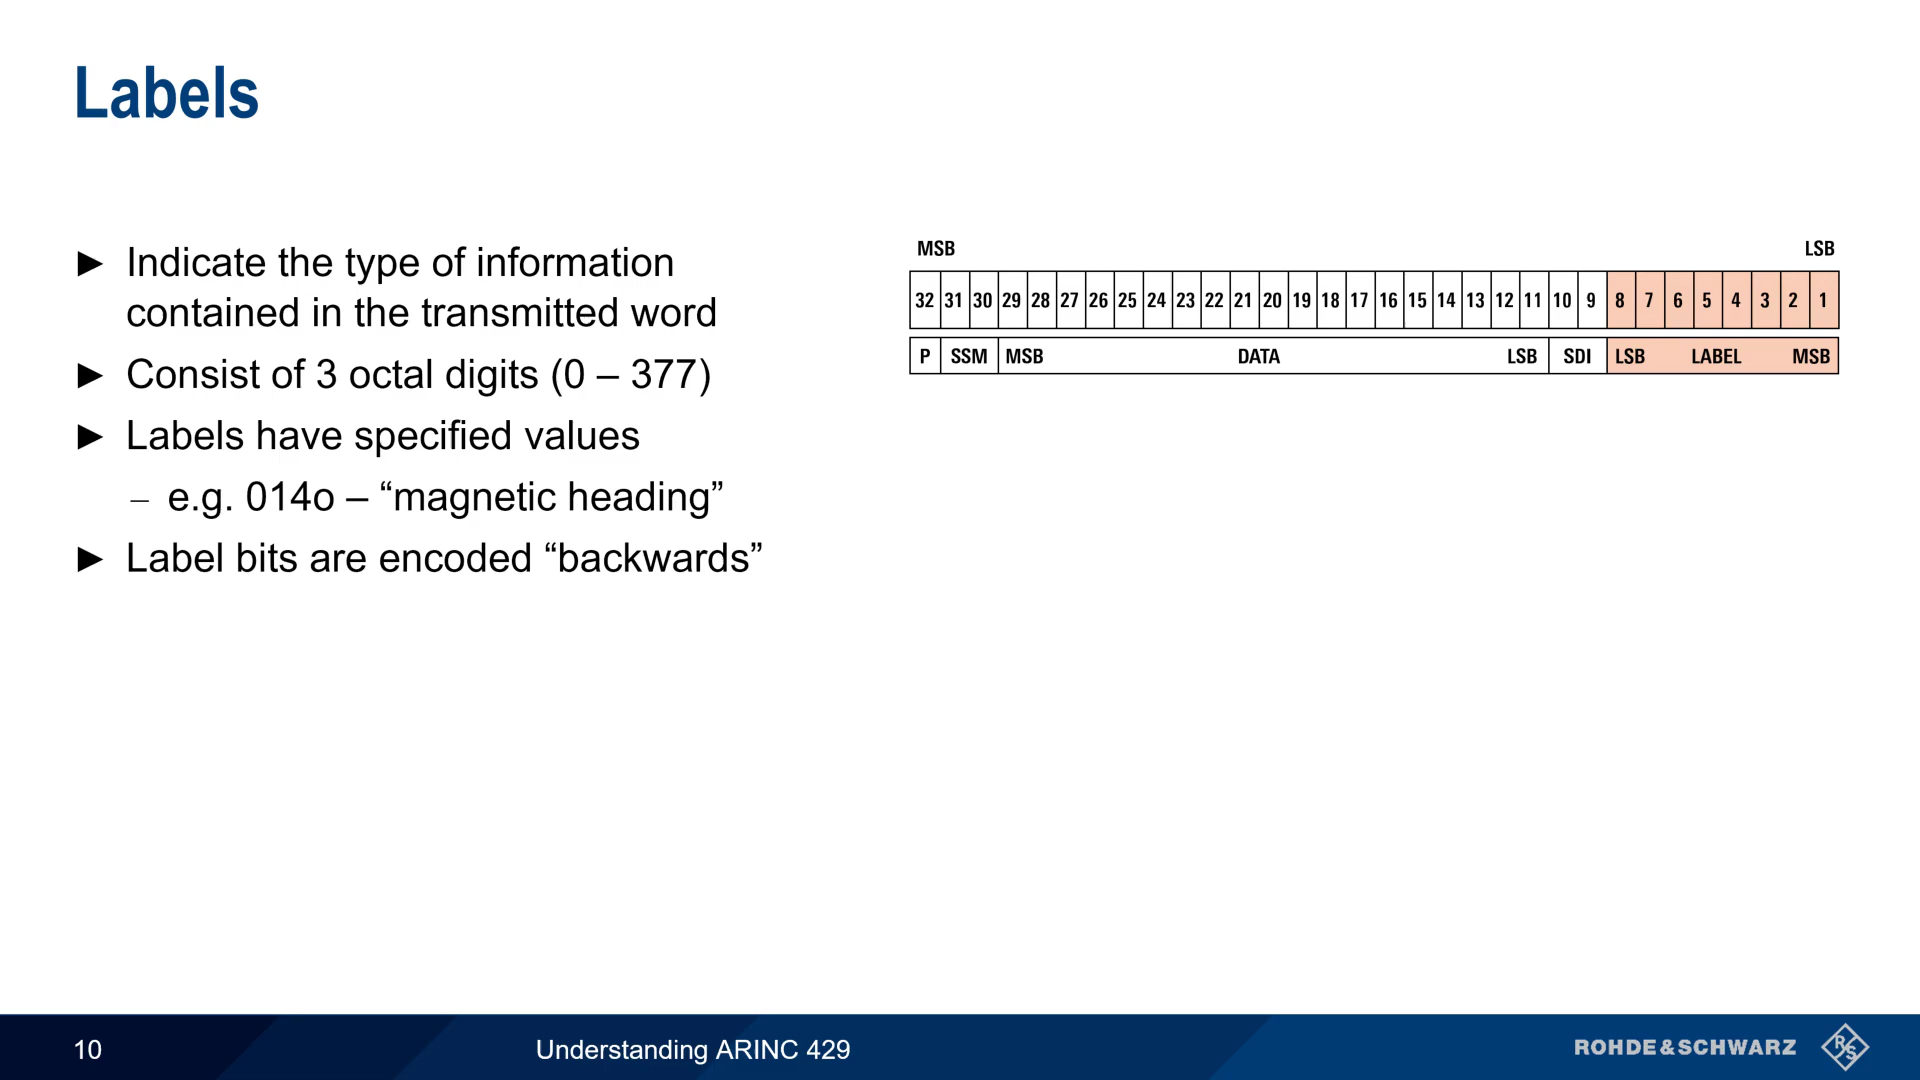 Labels
► Indicate the type of information
contained in the transmitted word
► Consist of 3 octal digits (0 – 377)
► Labels have specified values
– e.g. 014o – “magnetic heading”
► Label bits are encoded “backwards”
MSB LSB
32 31 30 29 28 27 26 25 24 23 22 21 20 19 18 17 16 15 14 13 12 11 10 9 8 7 6 5 4 3 2 1
P SSM MSB DATA LSB SDI LSB LABEL MSB
10 Understanding ARINC 429 ROHDE&SCHWARZ R S